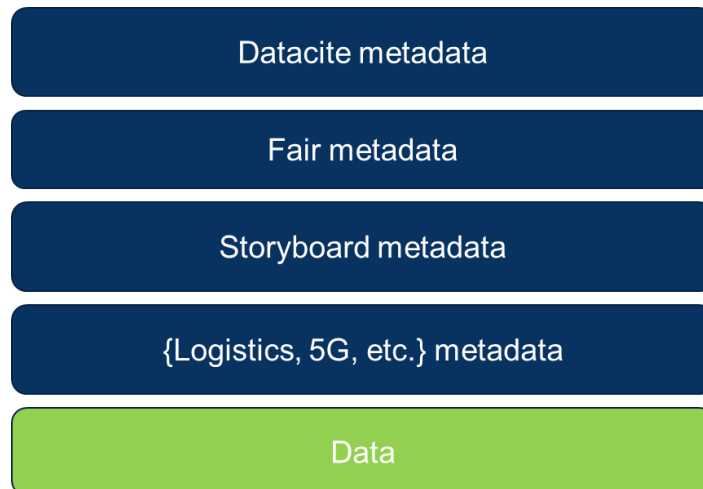 Datacite metadata
Fair metadata
Storyboard metadata
{Logistics, 5G, etc.} metadata
Data